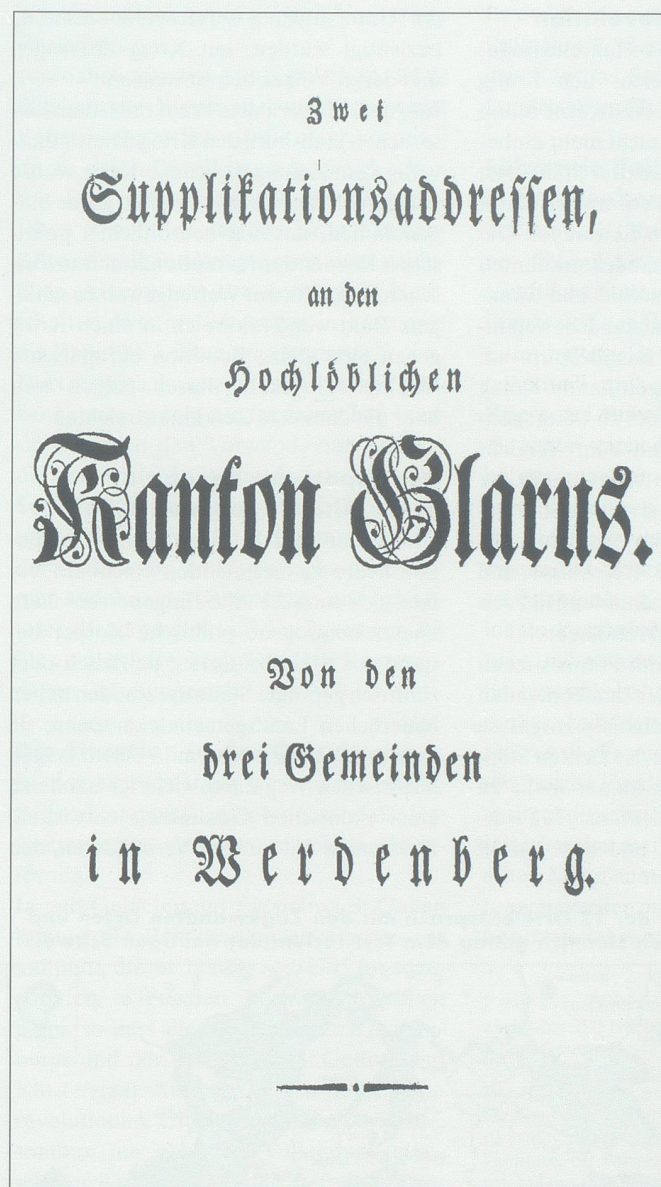 Zwei
Supplikationsaddressen,
an den
Hochlöblichen
Kanton Glarus.
Von den
drei Gemeinden
in Werdenberg.